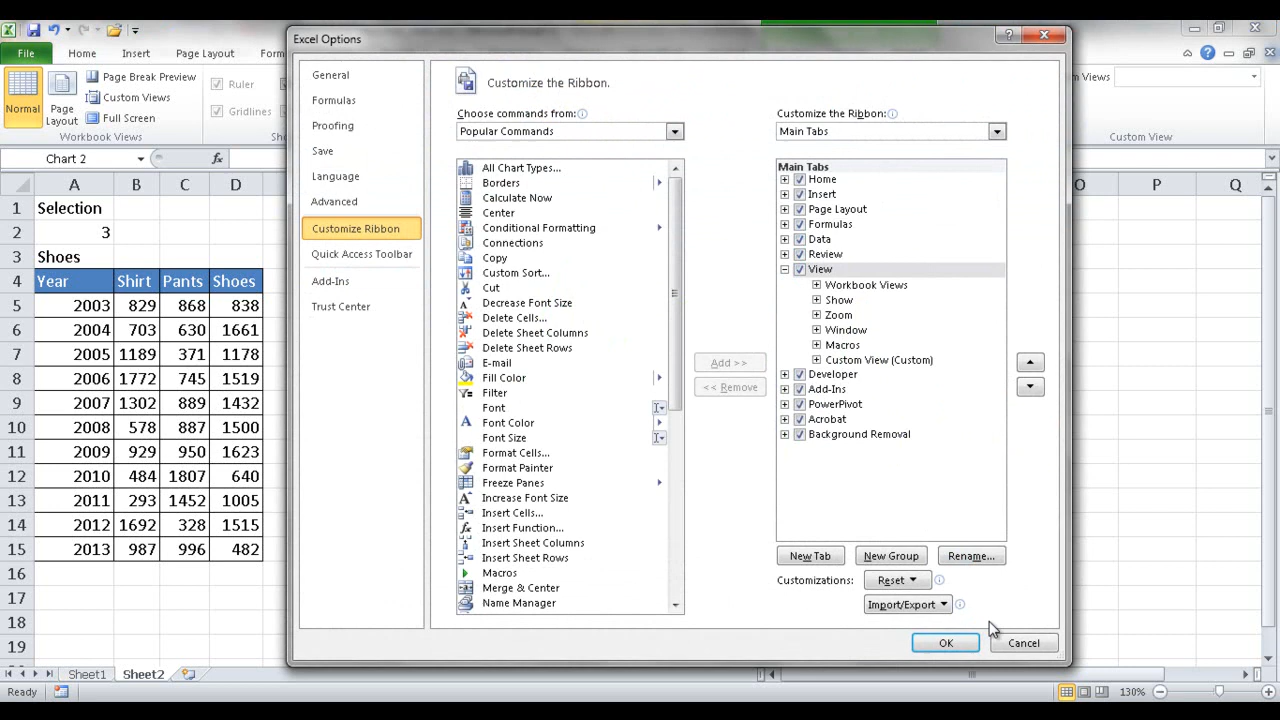 Excel Options
File
Home
Insert
Page Layout
Normal
Page Layout
Page Break Preview
Custom Views
Full Screen
Workbook Views
Ruler
Gridlines
Custom View
Chart 2
fx
A B C D O P Q
1 Selection
2 3
3 Shoes
4 Year Shirt Pants Shoes
5 2003 829 868 838
6 2004 703 630 1661
7 2005 1189 371 1178
8 2006 1772 745 1519
9 2007 1302 889 1432
10 2008 578 887 1500
11 2009 929 950 1623
12 2010 484 1807 640
13 2011 293 1452 1005
14 2012 1692 328 1515
15 2013 987 996 482
16
17
18
19
Sheet1 Sheet2
Ready
130%
General
Formulas
Proofing
Save
Language
Advanced
Customize Ribbon
Quick Access Toolbar
Add-Ins
Trust Center
Customize the Ribbon.
Choose commands from:
Popular Commands
All Chart Types...
Borders
Calculate Now
Center
Conditional Formatting
Connections
Copy
Custom Sort...
Cut
Decrease Font Size
Delete Cells...
Delete Sheet Columns
Delete Sheet Rows
E-mail
Fill Color
Filter
Font
Font Color
Font Size
Format Cells...
Format Painter
Freeze Panes
Increase Font Size
Insert Cells...
Insert Function...
Insert Sheet Columns
Insert Sheet Rows
Macros
Merge & Center
Name Manager
Add >>
<< Remove
Customize the Ribbon:
Main Tabs
Main Tabs
Home
Insert
Page Layout
Formulas
Data
Review
View
Workbook Views
Show
Zoom
Window
Macros
Custom View (Custom)
Developer
Add-Ins
PowerPivot
Acrobat
Background Removal
New Tab
New Group
Rename...
Customizations:
Reset
Import/Export
OK
Cancel